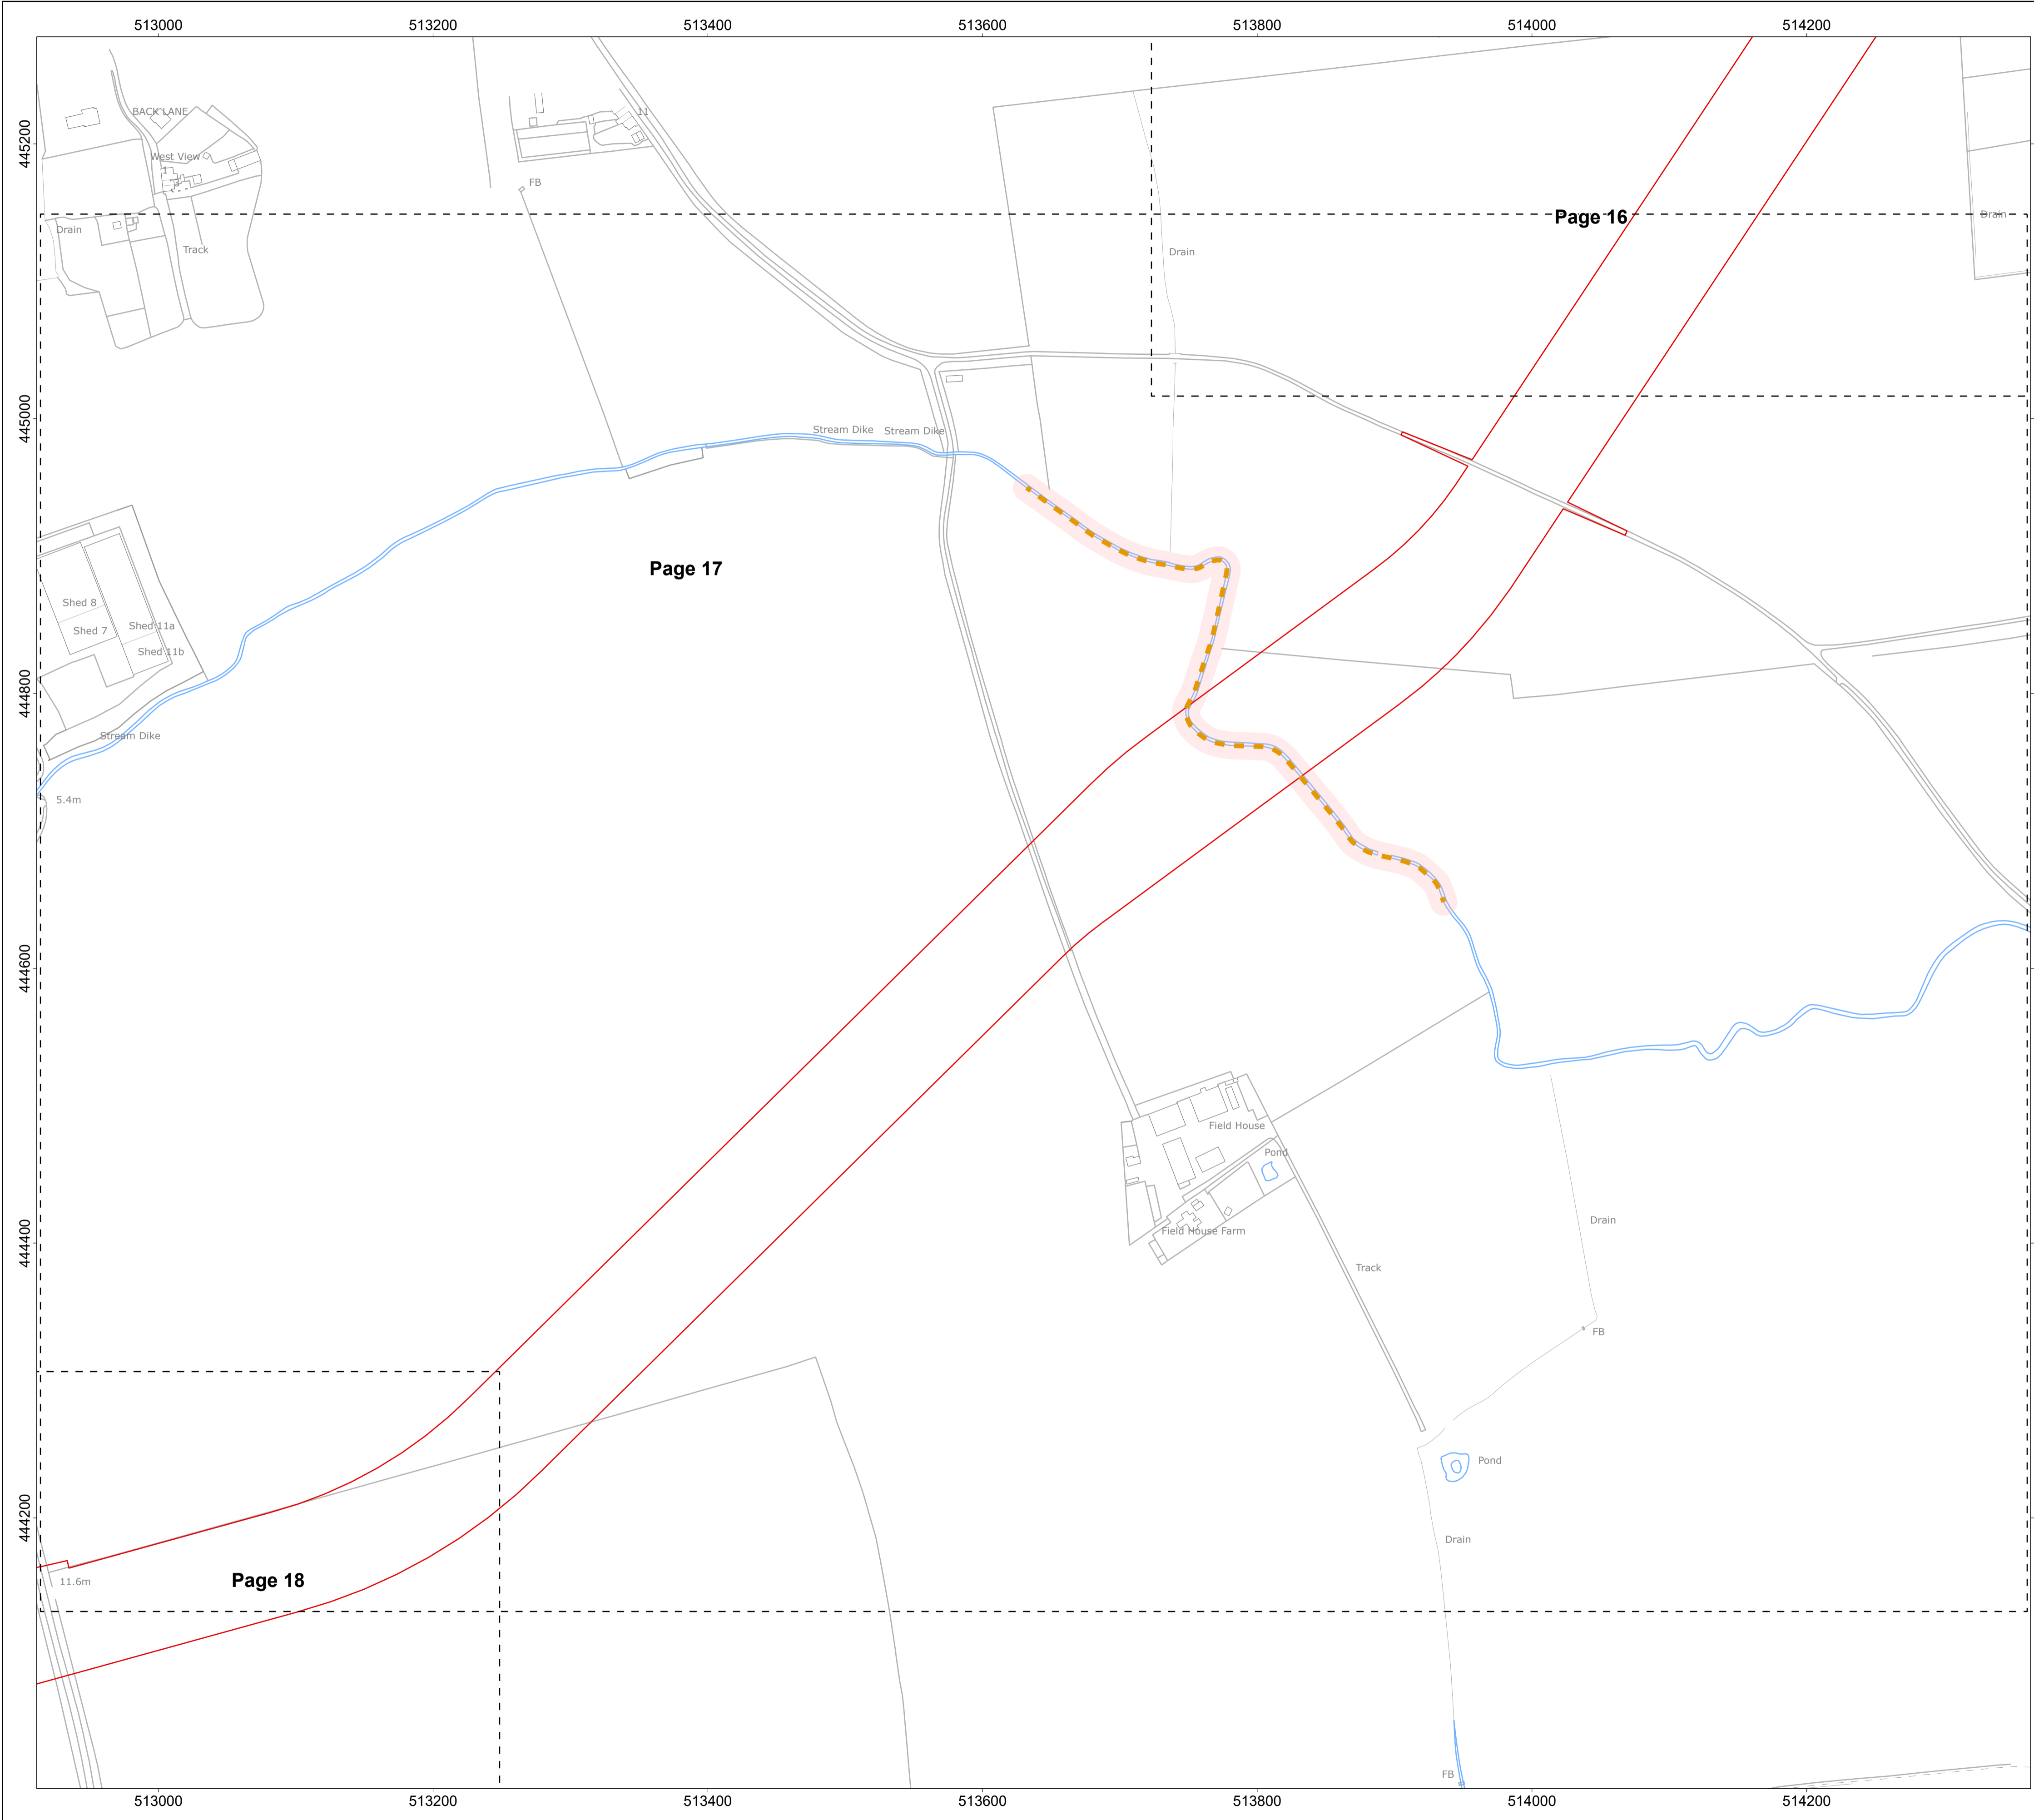 513000 513200 513400 513600 513800 514000 514200
445200
445000
444800
444600
444400
444200
BACK LANE
11
West View
1
FB
Drain
Track
Page 16
Drain
Drain
Stream Dike Stream Dike
Page 17
Shed 8
Shed 11a
Shed 7
Shed 11b
Stream Dike
5.4m
Field House
Pond
Drain
Field House Farm
Track
FB
Pond
Drain
Page 18
11.6m
FB
513000 513200 513400 513600 513800 514000 514200